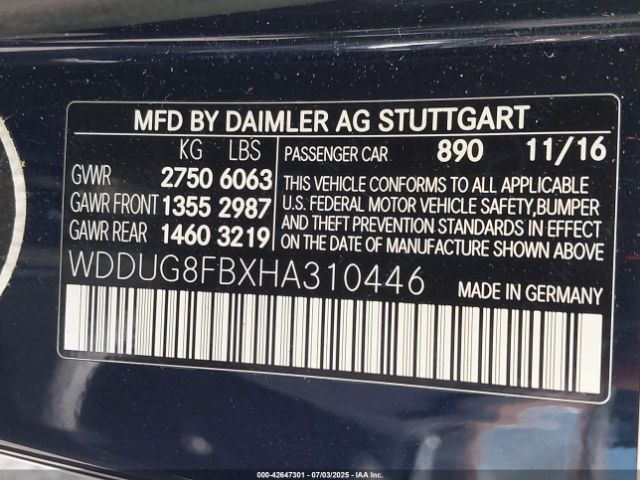 MFD BY DAIMLER AG STUTTGART
KG LBS
GVWR 2750 6063
GAWR FRONT 1355 2987
GAWR REAR 1460 3219
PASSENGER CAR 890 11/16
THIS VEHICLE CONFORMS TO ALL APPLICABLE
U.S. FEDERAL MOTOR VEHICLE SAFETY,BUMPER
AND THEFT PREVENTION STANDARDS IN EFFECT
ON THE DATE OF MANUFACTURE SHOWN ABOVE.
WDDUG8FBXHA310446 MADE IN GERMANY
000-42647301 - 07/03/2025 - IAAI, Inc.